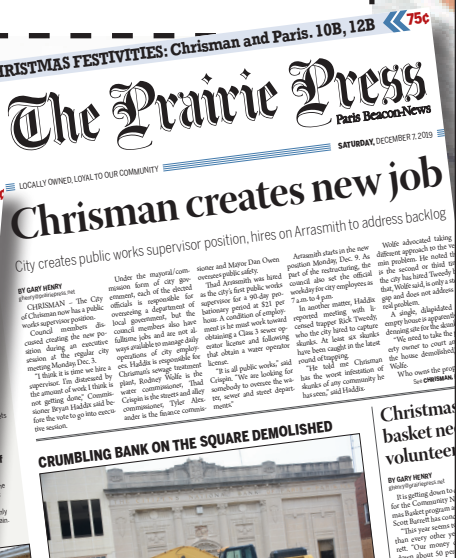 CHRISTMAS FESTIVITIES: Chrisman and Paris. 10B, 12B
75¢
The Prairie Press
Paris Beacon-News
LOCALLY OWNED, LOYAL TO OUR COMMUNITY
SATURDAY, DECEMBER 7, 2019
Chrisman creates new job
City creates public works supervisor position, hires on Arrasmith to address backlog
BY GARY HENRY
ghenry@prairiepress.net
CHRISMAN – The City
of Chrisman now has a public
works supervisor position.
Council members dis-
cussed creating the new po-
sition during an executive
session at the regular city
meeting Monday, Dec. 3.
"I think it is time we hire a
supervisor. I'm distressed by
the amount of work I think is
not getting done," Commis-
sioner Bryan Haddix said be-
fore the vote to go into execu-
tive session.
Under the mayoral/com-
mission form of city gov-
ernment, each of the elected
officials is responsible for
overseeing a department of
local government, but the
council members also have
fulltime jobs and are not al-
ways available to manage daily
operations of city employ-
ees. Haddix is responsible for
Chrisman's sewage treatment
plant, Rodney Wolfe is the
water commissioner, Thad
Crispin is the streets and alley
commissioner, Tyler Alex-
ander is the finance commis-
sioner and Mayor Dan Owen
oversees public safety.
Thad Arrasmith was hired
as the city's first public works
supervisor for a 90-day pro-
bationary period at $21 per
hour. A condition of employ-
ment is he must work toward
obtaining a Class 3 sewer op-
erator license and following
that obtain a water operator
license.
"It is all public works," said
Crispin. "We are looking for
somebody to oversee the wa-
ter, sewer and street depart-
ments."
Arrasmith starts in the new
position Monday, Dec. 9. As
part of the restructuring, the
council also set the official
workday for city employees as
7 a.m. to 4 p.m.
In another matter, Haddix
reported meeting with li-
censed trapper Rick Tweedy,
who the city hired to capture
skunks. At least six skunks
have been caught in the latest
round of trapping.
"He told me Chrisman
has the worst infestation of
skunks of any community he
has seen," said Haddix.
Wolfe advocated taking
different approach to the
min problem. He noted
is the second or third
the city has hired Tweedy
that, Wolfe said, is only a
gap and does not address
real problem.
A single, dilapidated
empty house is apparently
denning site for the
"We need to take the
erty owner to court
the house demolished,
Wolfe.
Who owns the
See CHRISMAN,
CRUMBLING BANK ON THE SQUARE DEMOLISHED
Christmas
basket
volunteer
BY GARY HENRY
ghenry@prairiepress.net
It is getting down to
for the Community
mas Basket program
Scott Barrett has
"This year seems
than every other
rett. "Our money
down about 50